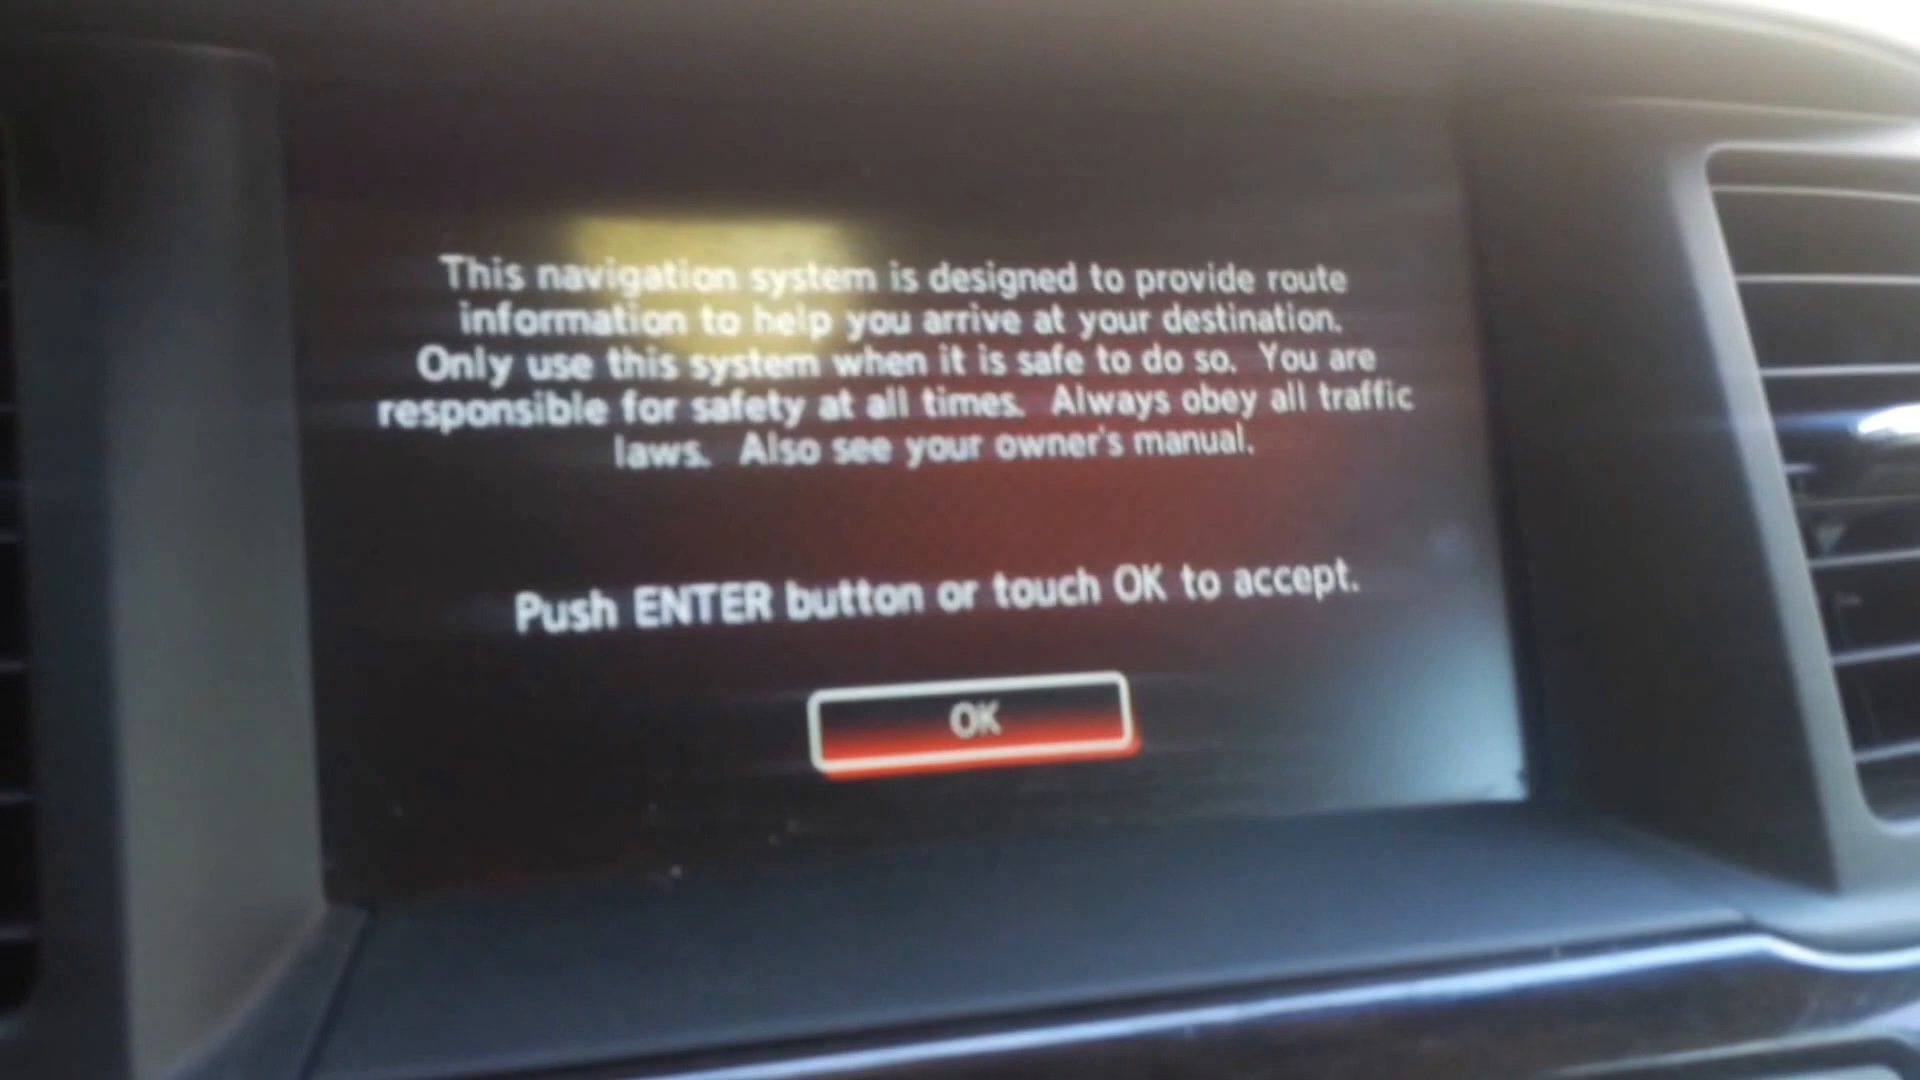 This navigation system is designed to provide route
information to help you arrive at your destination.
Only use this system when it is safe to do so. You are
responsible for safety at all times. Always obey all traffic
laws. Also see your owner's manual.
Push ENTER button or touch OK to accept.
OK